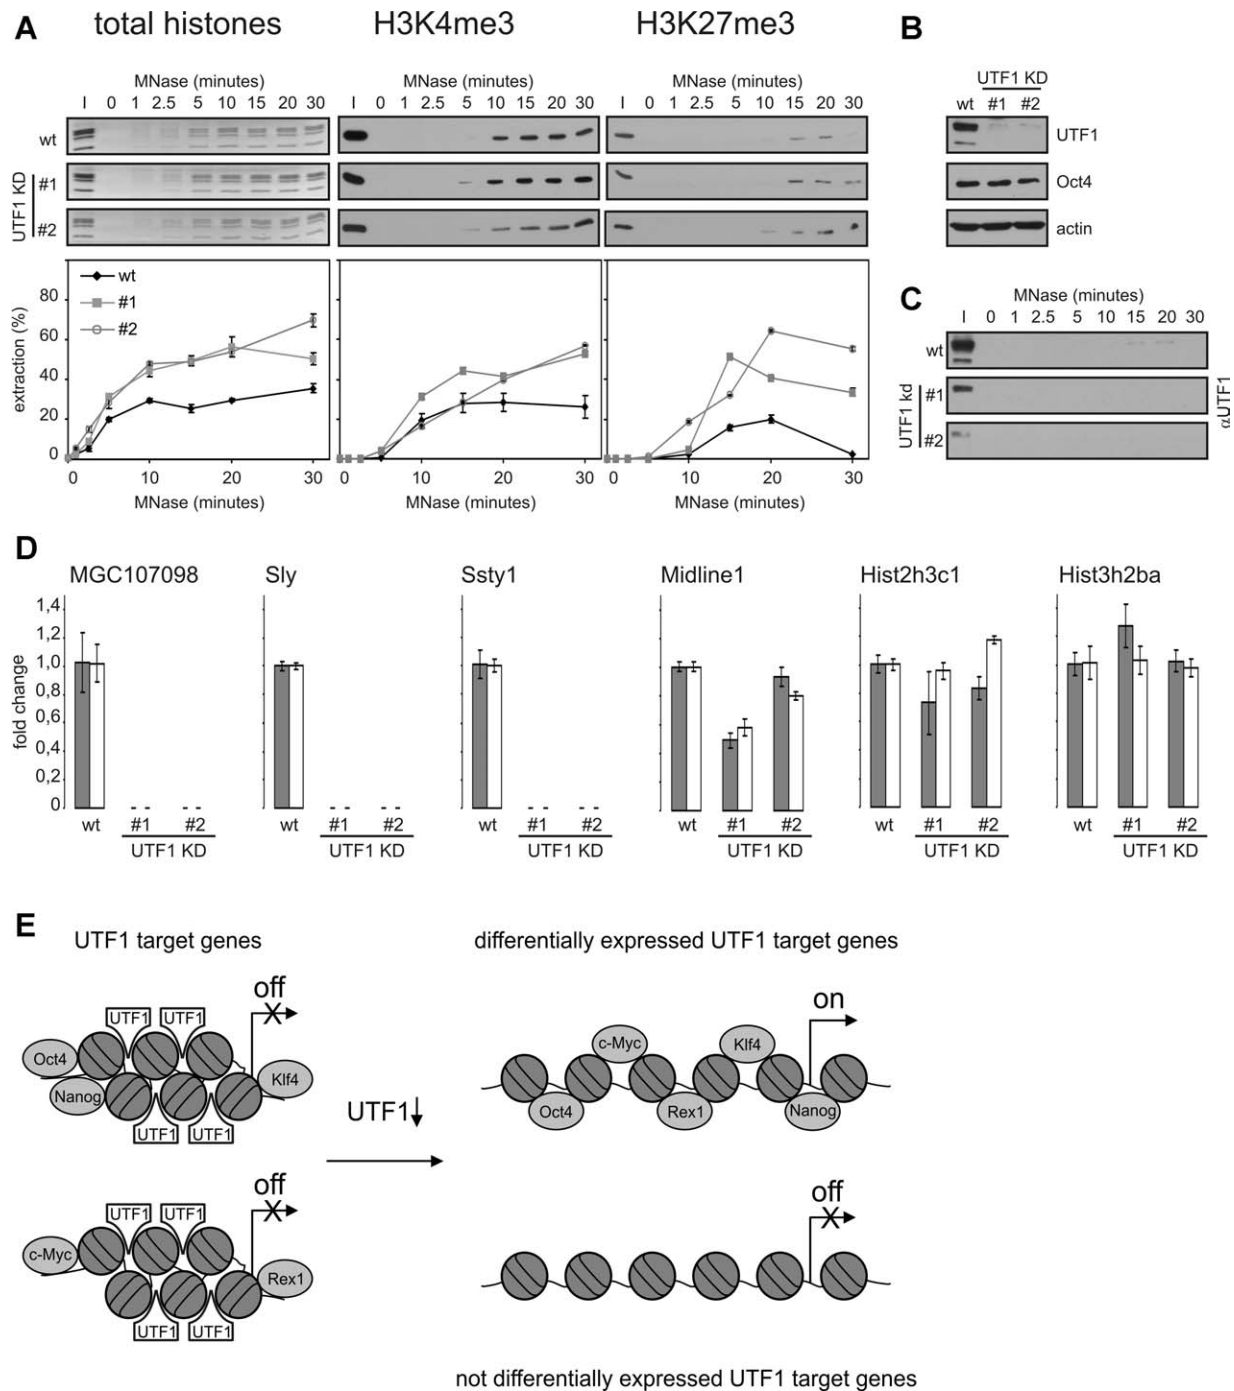 A
total histones
H3K4me3
H3K27me3
MNase (minutes)
MNase (minutes)
MNase (minutes)
I 0 1 2.5 5 10 15 20 30
I 0 1 2.5 5 10 15 20 30
I 0 1 2.5 5 10 15 20 30
wt
UTF1 KD
#1
#2
extraction (%)
80
60
40
20
0
wt
#1
#2
0 10 20 30
0 10 20 30
0 10 20 30
MNase (minutes)
MNase (minutes)
MNase (minutes)
B
UTF1 KD
wt #1 #2
UTF1
Oct4
actin
C
MNase (minutes)
I 0 1 2.5 5 10 15 20 30
wt
UTF1 kd
#1
#2
αUTF1
D
MGC107098
Sly
Ssty1
Midline1
Hist2h3c1
Hist3h2ba
fold change
1,4
1,2
1,0
0,8
0,6
0,4
0,2
0
wt #1 #2
UTF1 KD
wt #1 #2
UTF1 KD
wt #1 #2
UTF1 KD
wt #1 #2
UTF1 KD
wt #1 #2
UTF1 KD
wt #1 #2
UTF1 KD
E
UTF1 target genes
differentially expressed UTF1 target genes
off
UTF1 UTF1
Oct4
Nanog
Klf4
UTF1 UTF1
UTF1↓
on
c-Myc
Klf4
Oct4
Rex1
Nanog
off
UTF1 UTF1
c-Myc
Rex1
UTF1 UTF1
off
not differentially expressed UTF1 target genes